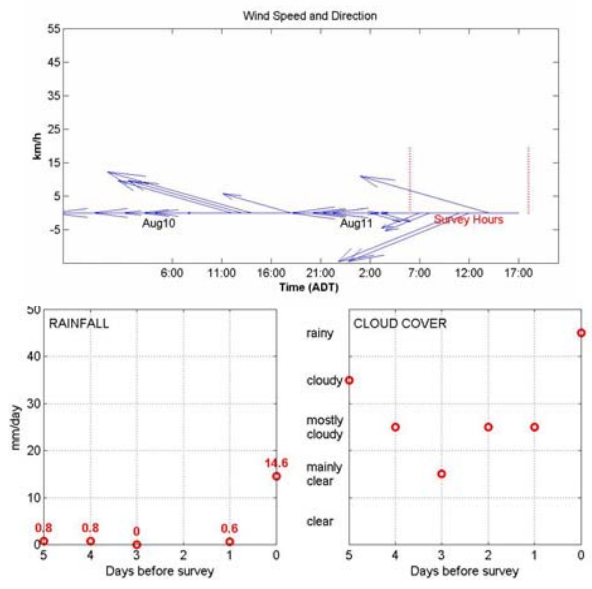 Wind Speed and Direction
55
45
35
25
15
5
-5
km/h
Aug10
Aug11
Survey Hours
6:00 11:00 16:00 21:00 2:00 7:00 12:00 17:00
Time (ADT)
RAINFALL
50
40
30
20
10
0
mm/day
0.8 0.8 0 0.6 14.6
5 4 3 2 1 0
Days before survey
CLOUD COVER
rainy
cloudy
mostly
cloudy
mainly
clear
clear
5 4 3 2 1 0
Days before survey